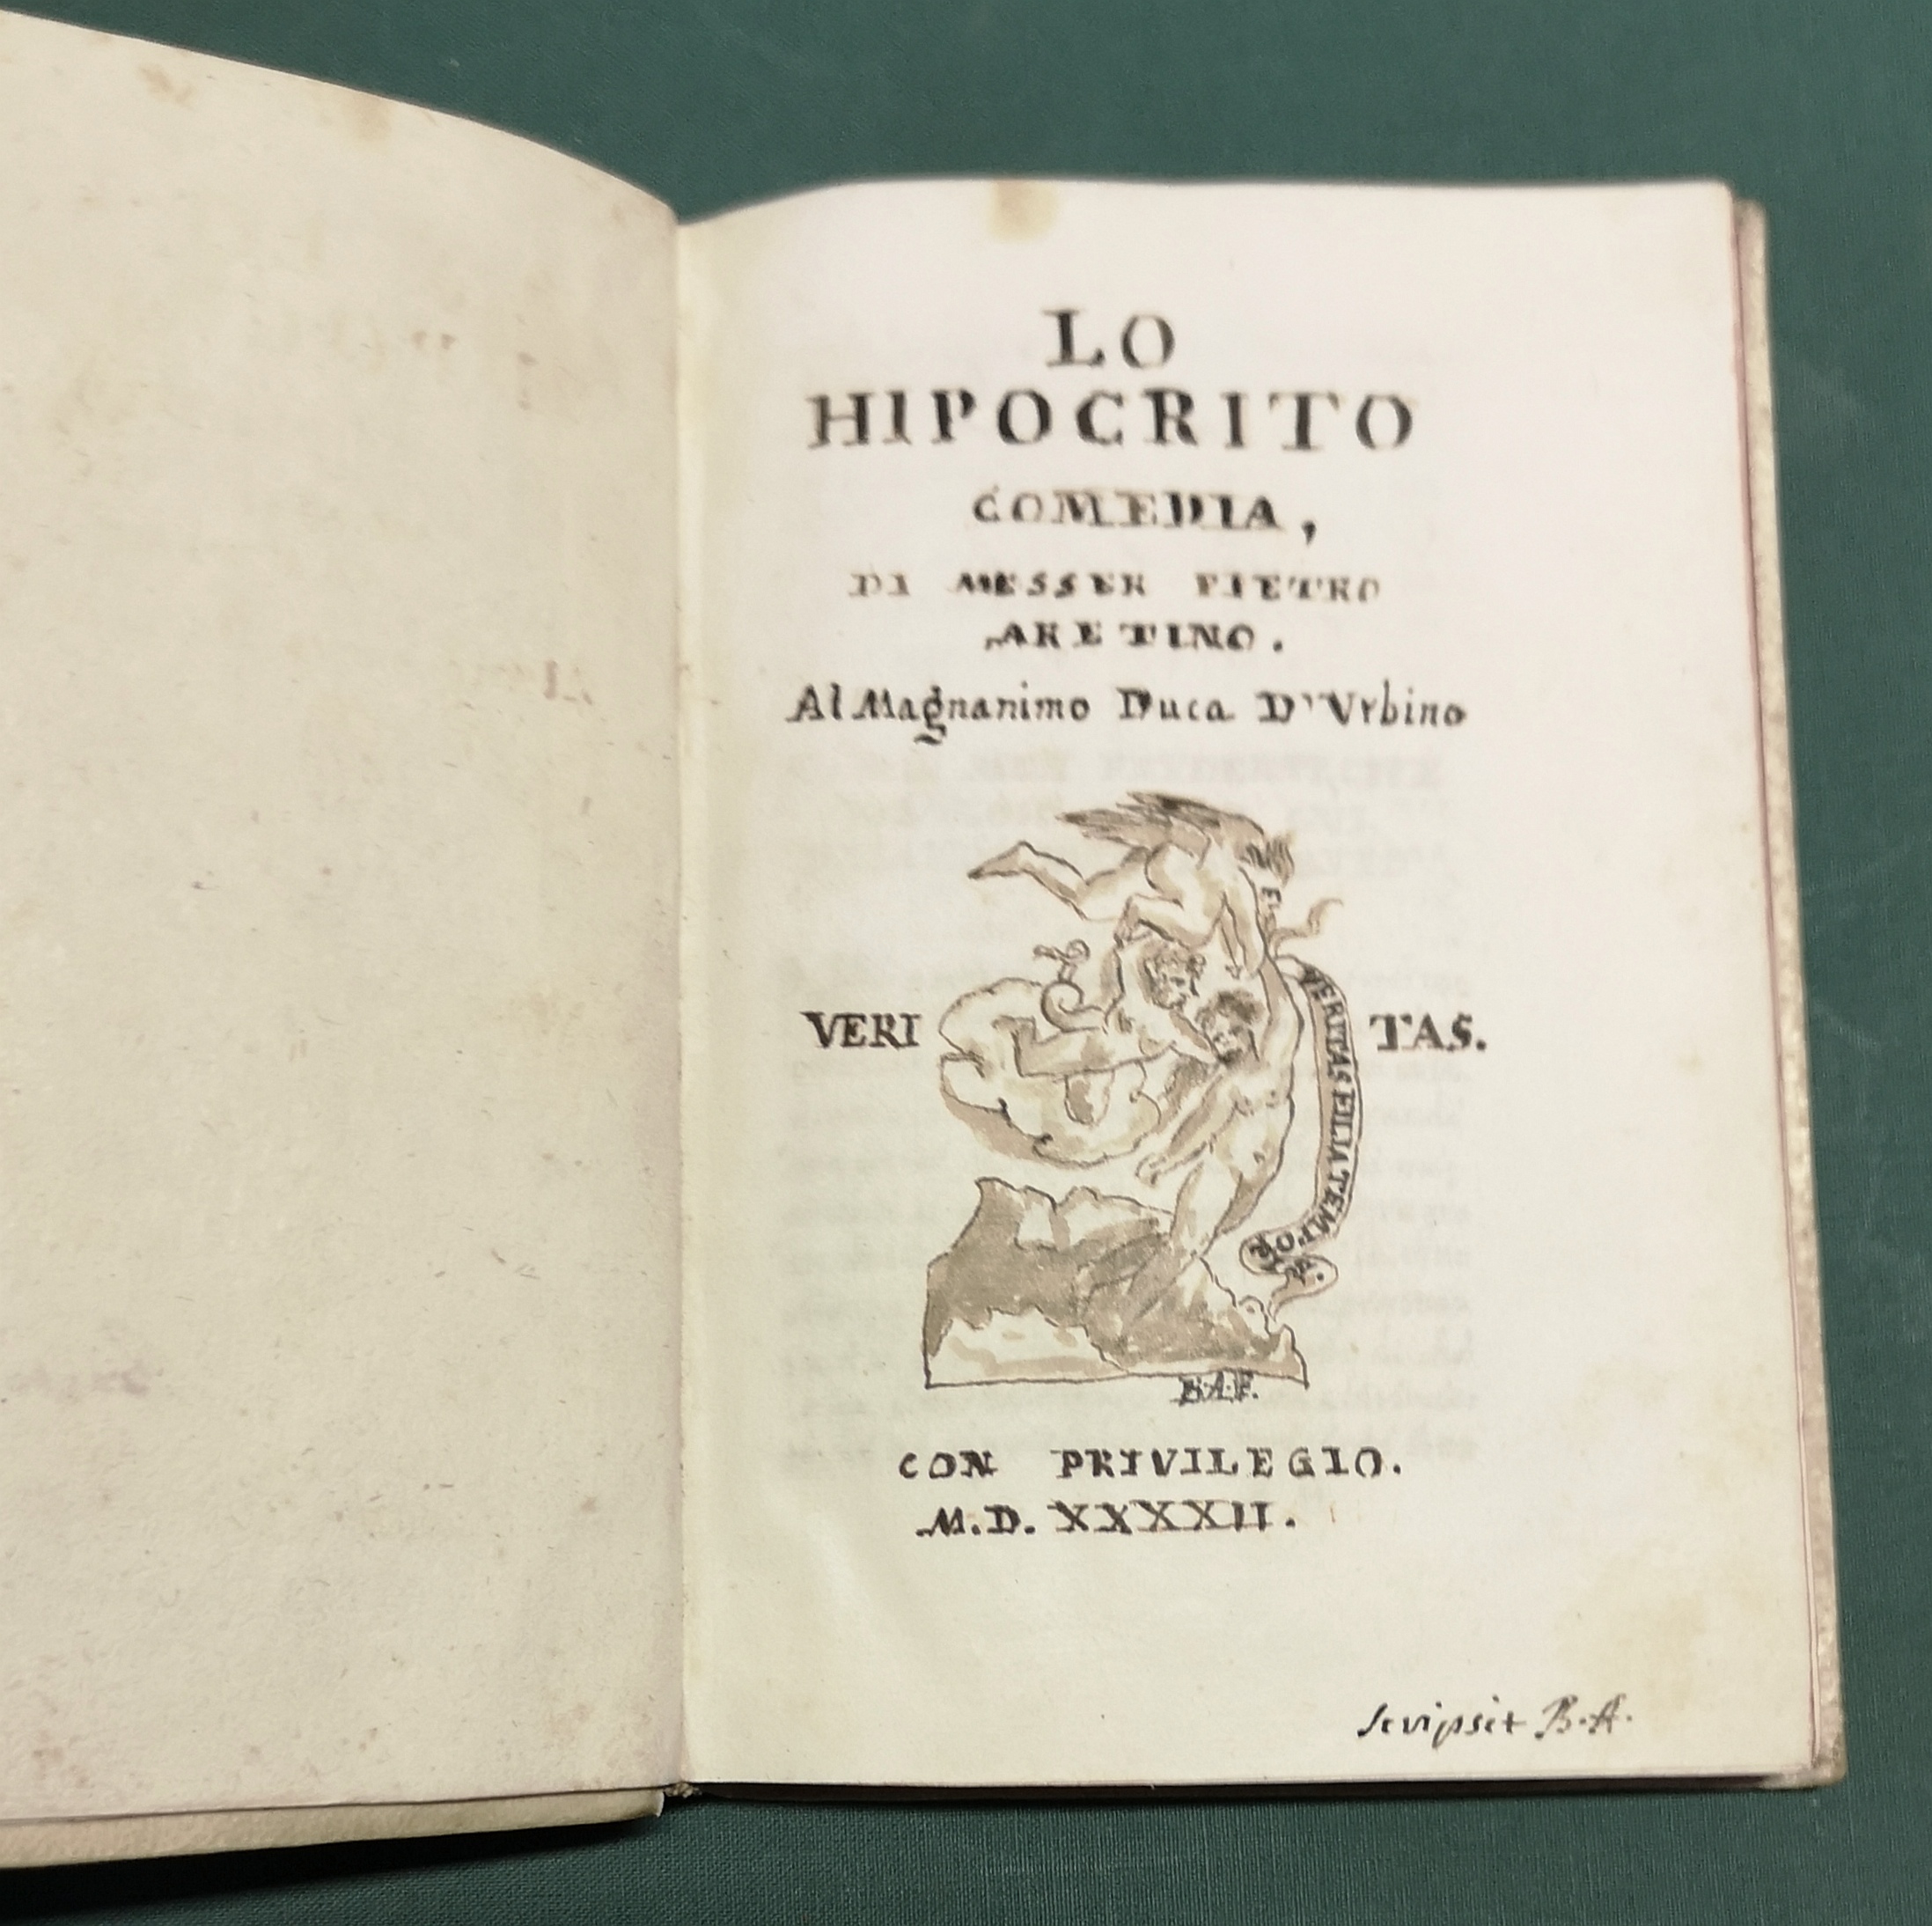 LO
HIPOCRITO
COMEDIA,
DI MESSER PIETRO
ARETINO.
Al Magnanimo Duca D'Vrbino
VERI TAS.
VERITAS FILIA TEMPOR
B.A.F.
CON PRIVILEGIO.
M.D.XXXXII.
scripsit B.A.